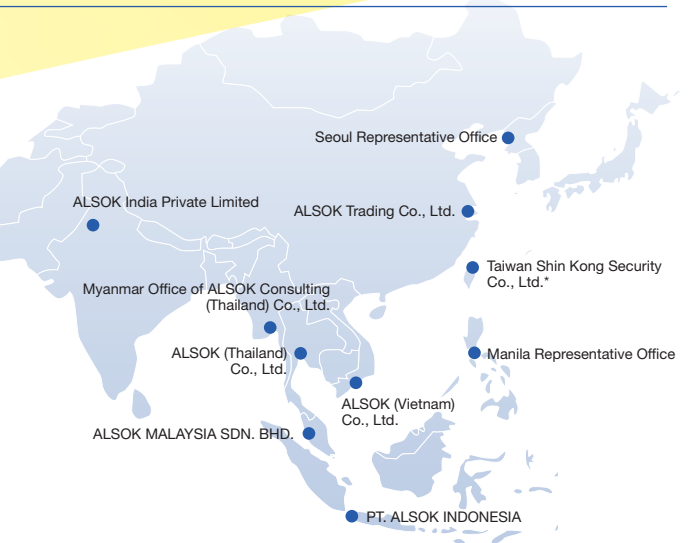 Seoul Representative Office
ALSOK India Private Limited
ALSOK Trading Co., Ltd.
Taiwan Shin Kong Security
Co., Ltd.*
Myanmar Office of ALSOK Consulting
(Thailand) Co., Ltd.
ALSOK (Thailand)
Co., Ltd.
Manila Representative Office
ALSOK (Vietnam)
Co., Ltd.
ALSOK MALAYSIA SDN. BHD.
PT. ALSOK INDONESIA